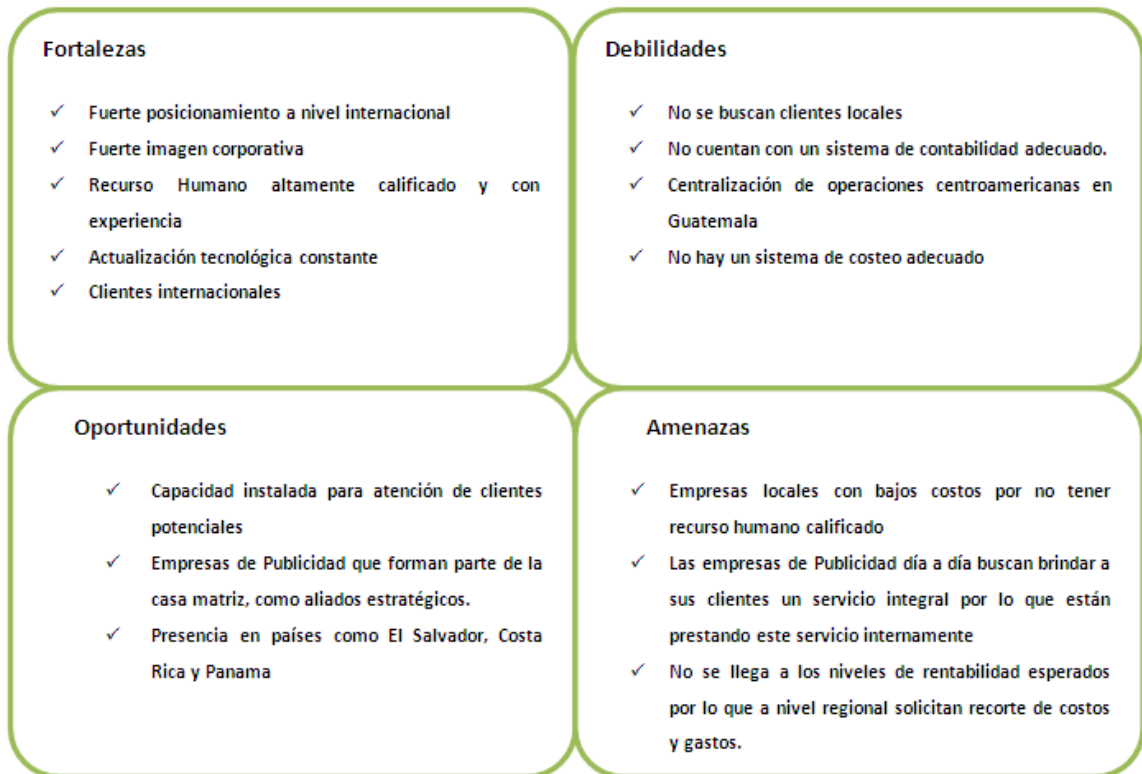 Fortalezas
✓ Fuerte posicionamiento a nivel internacional
✓ Fuerte imagen corporativa
✓ Recurso Humano altamente calificado y con
experiencia
✓ Actualización tecnológica constante
✓ Clientes internacionales
Debilidades
✓ No se buscan clientes locales
✓ No cuentan con un sistema de contabilidad adecuado.
✓ Centralización de operaciones centroamericanas en
Guatemala
✓ No hay un sistema de costeo adecuado
Oportunidades
✓ Capacidad instalada para atención de clientes
potenciales
✓ Empresas de Publicidad que forman parte de la
casa matriz, como aliados estratégicos.
✓ Presencia en países como El Salvador, Costa
Rica y Panama
Amenazas
✓ Empresas locales con bajos costos por no tener
recurso humano calificado
✓ Las empresas de Publicidad día a día buscan brindar a
sus clientes un servicio integral por lo que están
prestando este servicio internamente
✓ No se llega a los niveles de rentabilidad esperados
por lo que a nivel regional solicitan recorte de costos
y gastos.